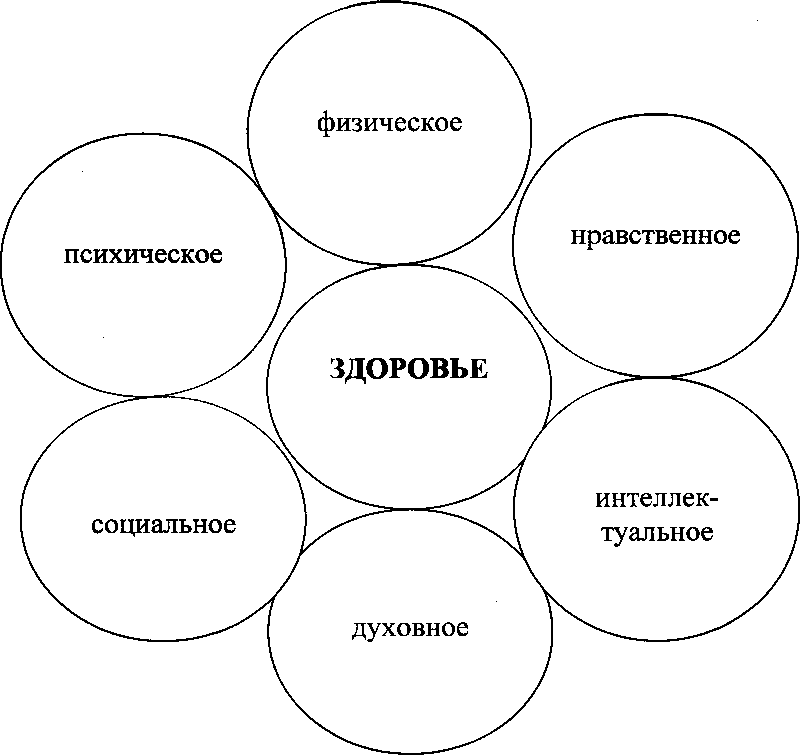 физическое
нравственное
психическое
ЗДОРОВЬЕ
интеллек-
туальное
социальное
духовное